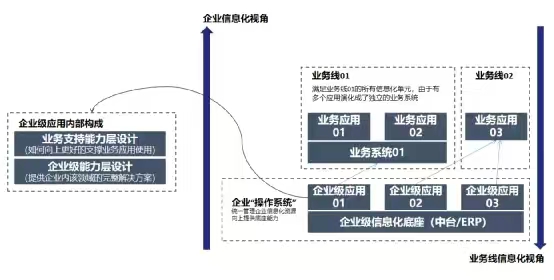 企业信息化视角
业务线01
满足业务线01的所有信息化单元，由于有
多个应用演化成了独立的业务系统
业务线02
业务应用
01
业务应用
02
业务应用
03
业务系统01
企业级应用内部构成
业务支持能力层设计
(如何向上更好的支撑业务应用使用)
企业级能力层设计
(提供企业内该领域的完整解决方案)
企业“操作系统”
统一管理企业信息化资源
向上提供底座能力
企业级应用
01
企业级应用
02
企业级应用
03
企业级信息化底座（中台/ERP）
业务线信息化视角